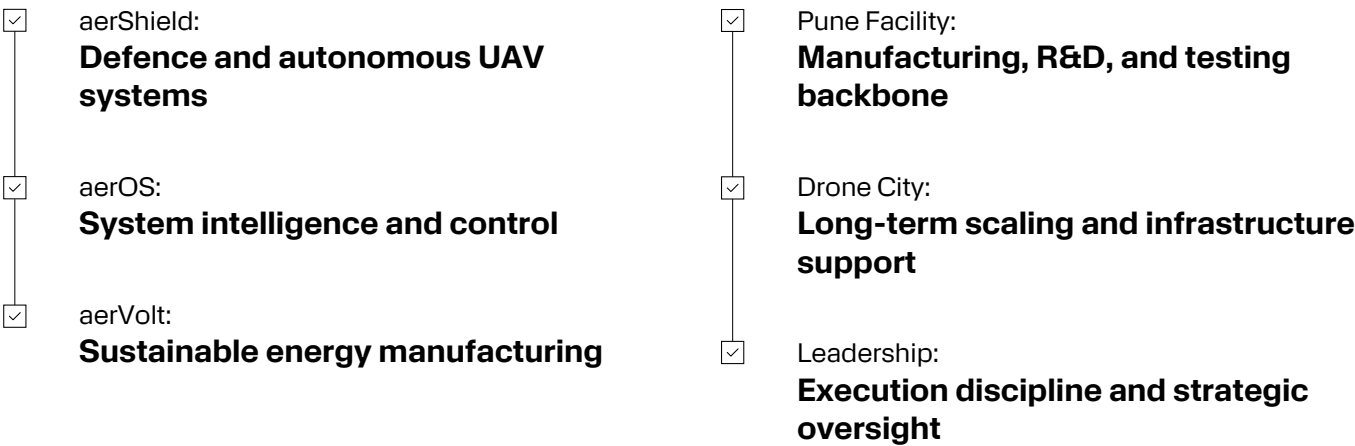 aerShield:
Defence and autonomous UAV
systems
aerOS:
System intelligence and control
aerVolt:
Sustainable energy manufacturing
Pune Facility:
Manufacturing, R&D, and testing
backbone
Drone City:
Long-term scaling and infrastructure
support
Leadership:
Execution discipline and strategic
oversight